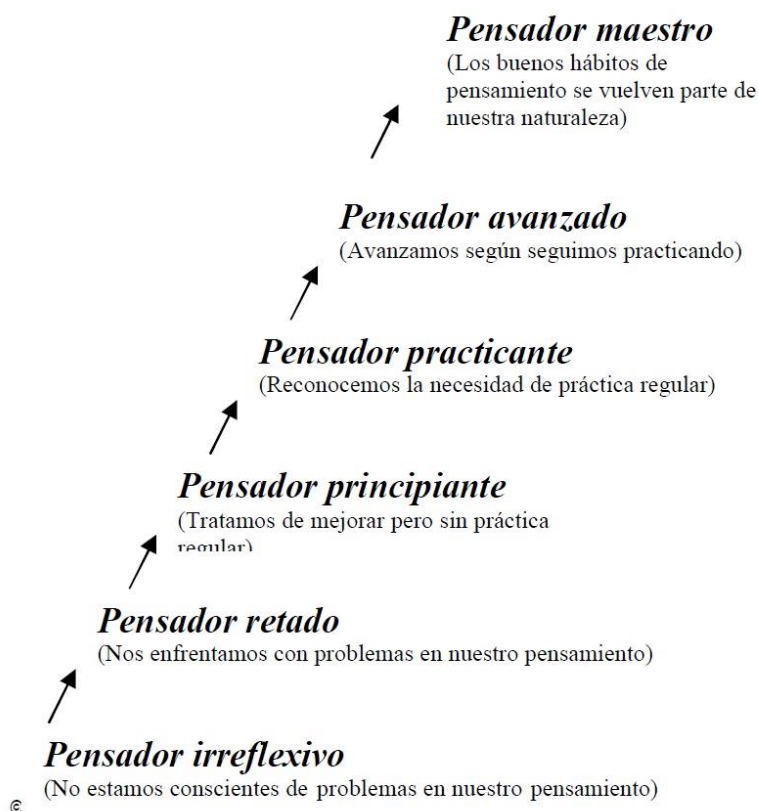 Pensador maestro
(Los buenos hábitos de
pensamiento se vuelven parte de
nuestra naturaleza)
Pensador avanzado
(Avanzamos según seguimos practicando)
Pensador practicante
(Reconocemos la necesidad de práctica regular)
Pensador principiante
(Tratamos de mejorar pero sin práctica
regular)
Pensador retado
(Nos enfrentamos con problemas en nuestro pensamiento)
Pensador irreflexivo
(No estamos conscientes de problemas en nuestro pensamiento)